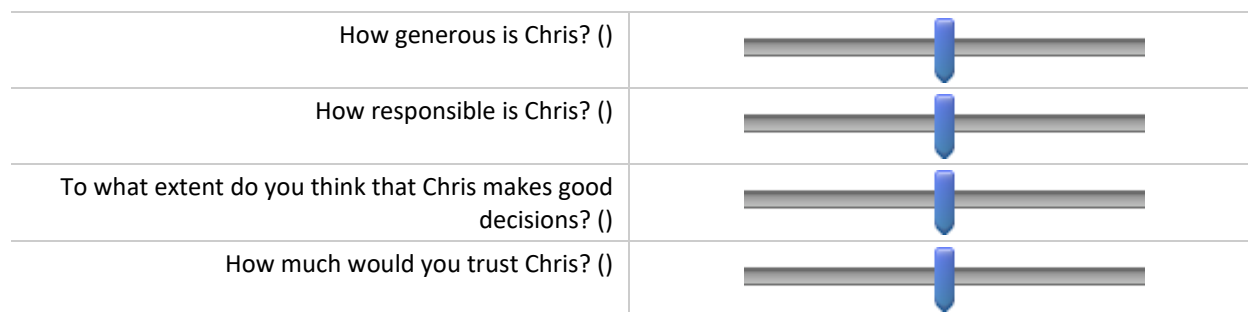 How generous is Chris? ()
How responsible is Chris? ()
To what extent do you think that Chris makes good
decisions? ()
How much would you trust Chris? ()